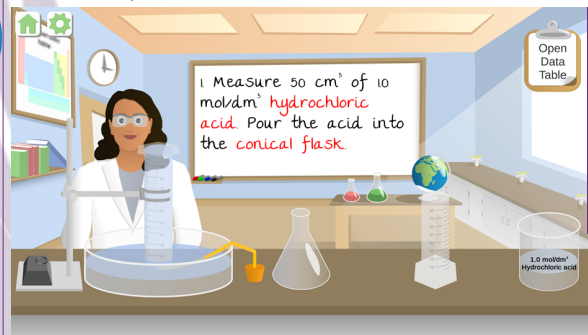 1. Measure 50 cm³ of 10
mol/dm³ hydrochloric
acid. Pour the acid into
the conical flask.
Open
Data
Table
1.0 mol/dm³
Hydrochloric acid